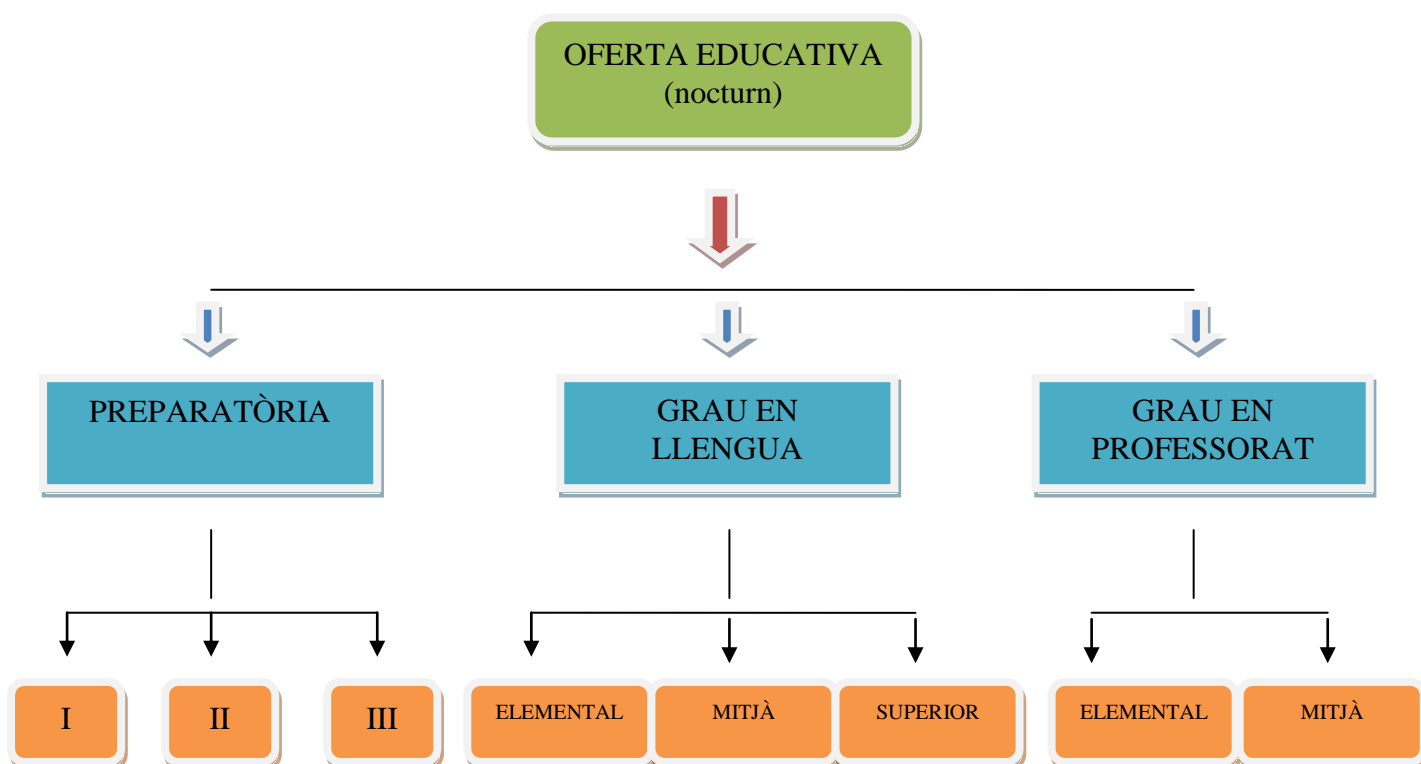 OFERTA EDUCATIVA
(nocturn)
PREPARATÒRIA
GRAU EN
LLENGUA
GRAU EN
PROFESSORAT
I
II
III
ELEMENTAL
MITJÀ
SUPERIOR
ELEMENTAL
MITJÀ